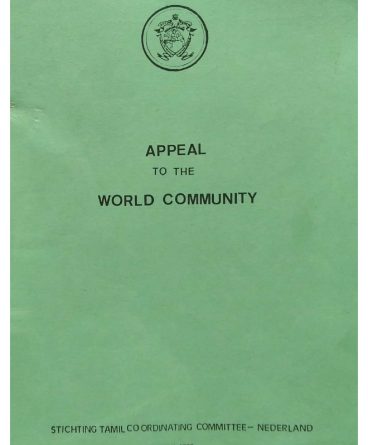 APPEAL
TO THE
WORLD COMMUNITY
STICHTING TAMIL CO ORDINATING COMMITTEE - NEDERLAND